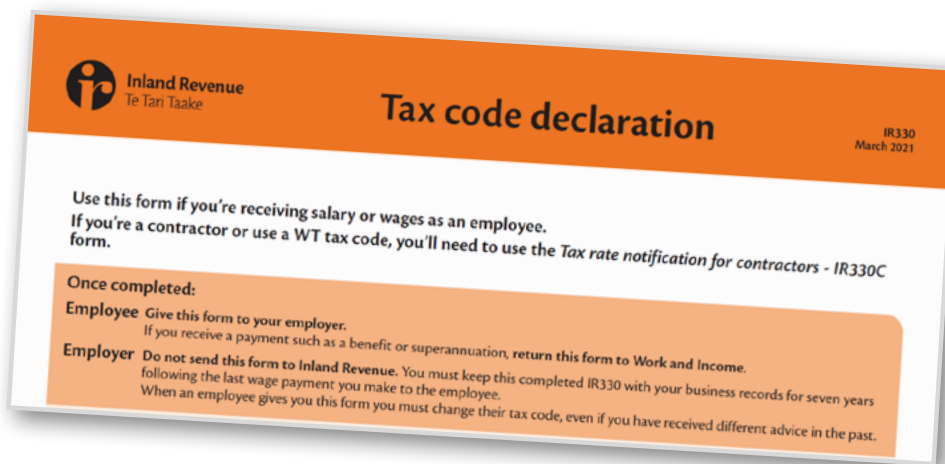 Inland Revenue
Te Tari Taake
Tax code declaration
IR330
March 2021
Use this form if you're receiving salary or wages as an employee.
If you're a contractor or use a WT tax code, you'll need to use the Tax rate notification for contractors - IR330C
form.
Once completed:
Employee Give this form to your employer.
If you receive a payment such as a benefit or superannuation, return this form to Work and Income.
Employer Do not send this form to Inland Revenue. You must keep this completed IR330 with your business records for seven years
following the last wage payment you make to the employee.
When an employee gives you this form you must change their tax code, even if you have received different advice in the past.